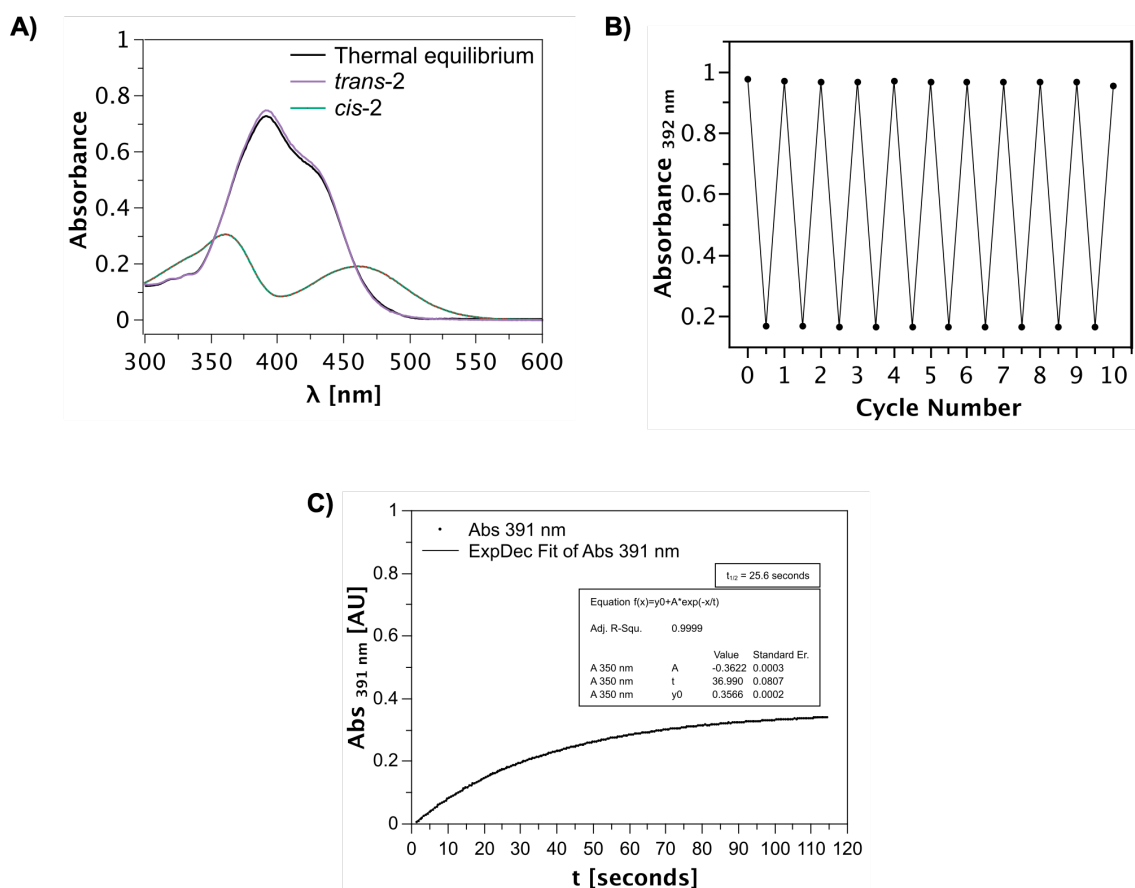 A)
1
0.8
0.6
0.4
0.2
0
Absorbance
Thermal equilibrium
trans-2
cis-2
300 350 400 450 500 550 600
λ [nm]
B)
1
0.8
0.6
0.4
0.2
Absorbance 392 nm
0 1 2 3 4 5 6 7 8 9 10
Cycle Number
C)
1
0.8
0.6
0.4
0.2
0
Abs 391 nm [AU]
Abs 391 nm
ExpDec Fit of Abs 391 nm
t1/2 = 25.6 seconds
Equation f(x)=y0+A*exp(-x/t)
Adj. R-Squ. 0.9999
Value Standard Er.
A 350 nm A -0.3622 0.0003
A 350 nm t 36.990 0.0807
A 350 nm y0 0.3566 0.0002
0 10 20 30 40 50 60 70 80 90 100 110 120
t [seconds]